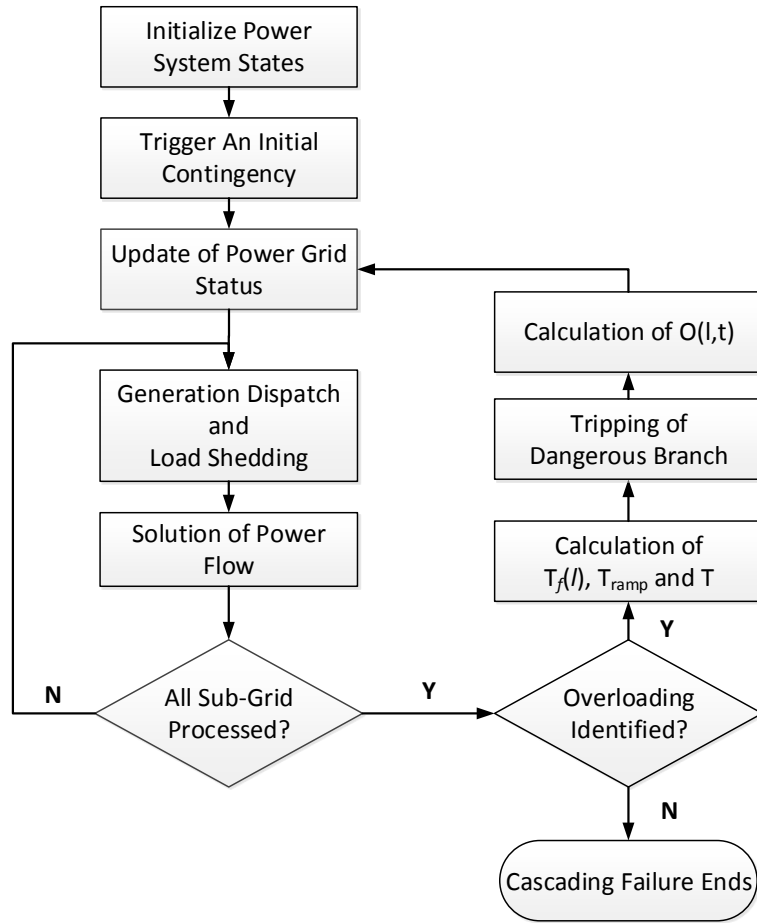 Initialize Power
System States
Trigger An Initial
Contingency
Update of Power Grid
Status
Generation Dispatch
and
Load Shedding
Solution of Power
Flow
All Sub-Grid
Processed?
N
Y
Overloading
Identified?
Y
N
Calculation of
Tf(l), Tramp and T
Tripping of
Dangerous Branch
Calculation of O(l,t)
Cascading Failure Ends